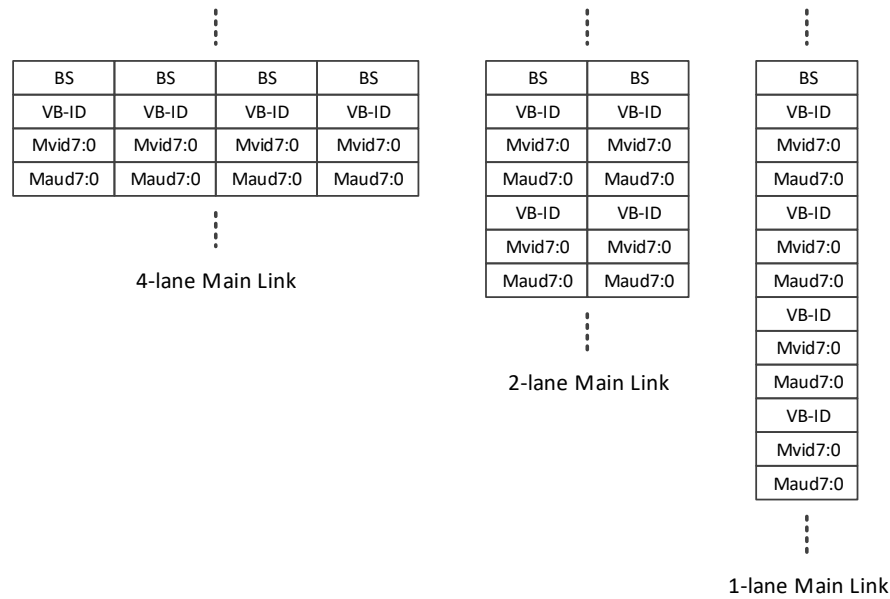 BS BS BS BS
VB-ID VB-ID VB-ID VB-ID
Mvid7:0 Mvid7:0 Mvid7:0 Mvid7:0
Maud7:0 Maud7:0 Maud7:0 Maud7:0
4-lane Main Link
BS BS
VB-ID VB-ID
Mvid7:0 Mvid7:0
Maud7:0 Maud7:0
VB-ID VB-ID
Mvid7:0 Mvid7:0
Maud7:0 Maud7:0
2-lane Main Link
BS
VB-ID
Mvid7:0
Maud7:0
VB-ID
Mvid7:0
Maud7:0
VB-ID
Mvid7:0
Maud7:0
VB-ID
Mvid7:0
Maud7:0
1-lane Main Link